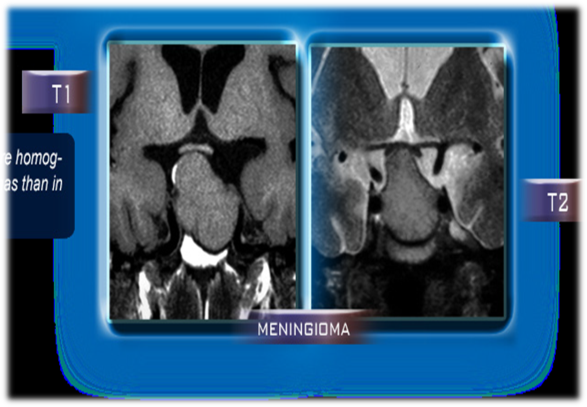 T1
e homog-
as than in
T2
MENINGIOMA